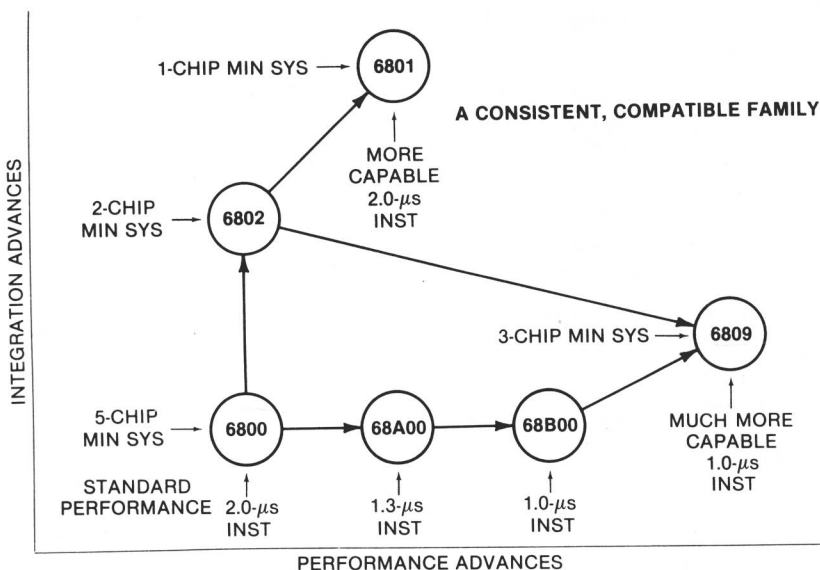 1-CHIP MIN SYS
6801
A CONSISTENT, COMPATIBLE FAMILY
MORE
CAPABLE
2.0-μs
INST
INTEGRATION ADVANCES
2-CHIP
MIN SYS
6802
3-CHIP MIN SYS
6809
5-CHIP
MIN SYS
6800
68A00
68B00
MUCH MORE
CAPABLE
1.0-μs
INST
STANDARD
PERFORMANCE
2.0-μs
INST
1.3-μs
INST
1.0-μs
INST
PERFORMANCE ADVANCES